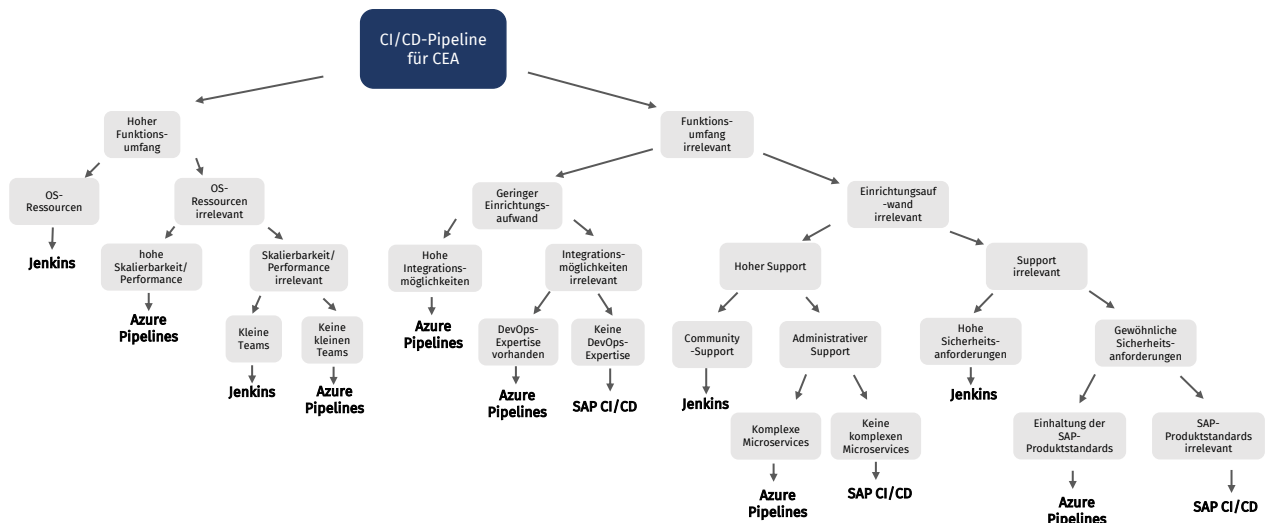 CI/CD-Pipeline
für CEA
Hoher
Funktions-
umfang
Funktions-
umfang
irrelevant
OS-
Ressourcen
OS-
Ressourcen
irrelevant
Geringer
Einrichtungs-
aufwand
Einrichtungsauf
-wand
irrelevant
Jenkins
hohe
Skalierbarkeit/
Performance
Skalierbarkeit/
Performance
irrelevant
Hohe
Integrations-
möglichkeiten
Integrations-
möglichkeiten
irrelevant
Hoher Support
Support
irrelevant
Azure
Pipelines
Kleine
Teams
Keine
kleinen
Teams
Azure
Pipelines
DevOps-
Expertise
vorhanden
Keine
DevOps-
Expertise
Community
-Support
Administrativer
Support
Hohe
Sicherheits-
anforderungen
Gewöhnliche
Sicherheits-
anforderungen
Jenkins
Azure
Pipelines
Azure
Pipelines
SAP CI/CD
Jenkins
Jenkins
Komplexe
Microservices
Keine
komplexen
Microservices
Einhaltung der
SAP-
Produktstandards
SAP-
Produktstandards
irrelevant
Azure
Pipelines
SAP CI/CD
Azure
Pipelines
SAP CI/CD